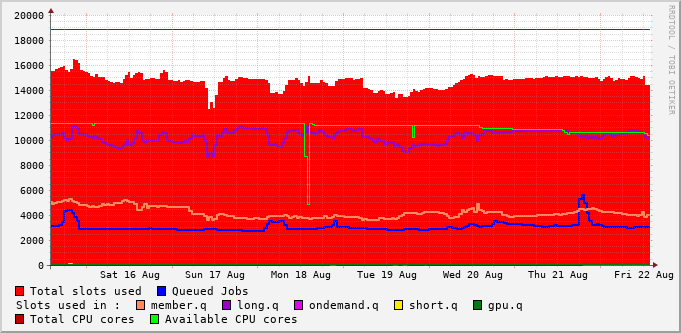 20000
18000
16000
14000
12000
10000
8000
6000
4000
2000
0
Sat 16 Aug Sun 17 Aug Mon 18 Aug Tue 19 Aug Wed 20 Aug Thu 21 Aug Fri 22 Aug
Total slots used Queued Jobs
Slots used in : member.q long.q ondemand.q short.q gpu.q
Total CPU cores Available CPU cores
RRDTOOL / TOBI OETIKER